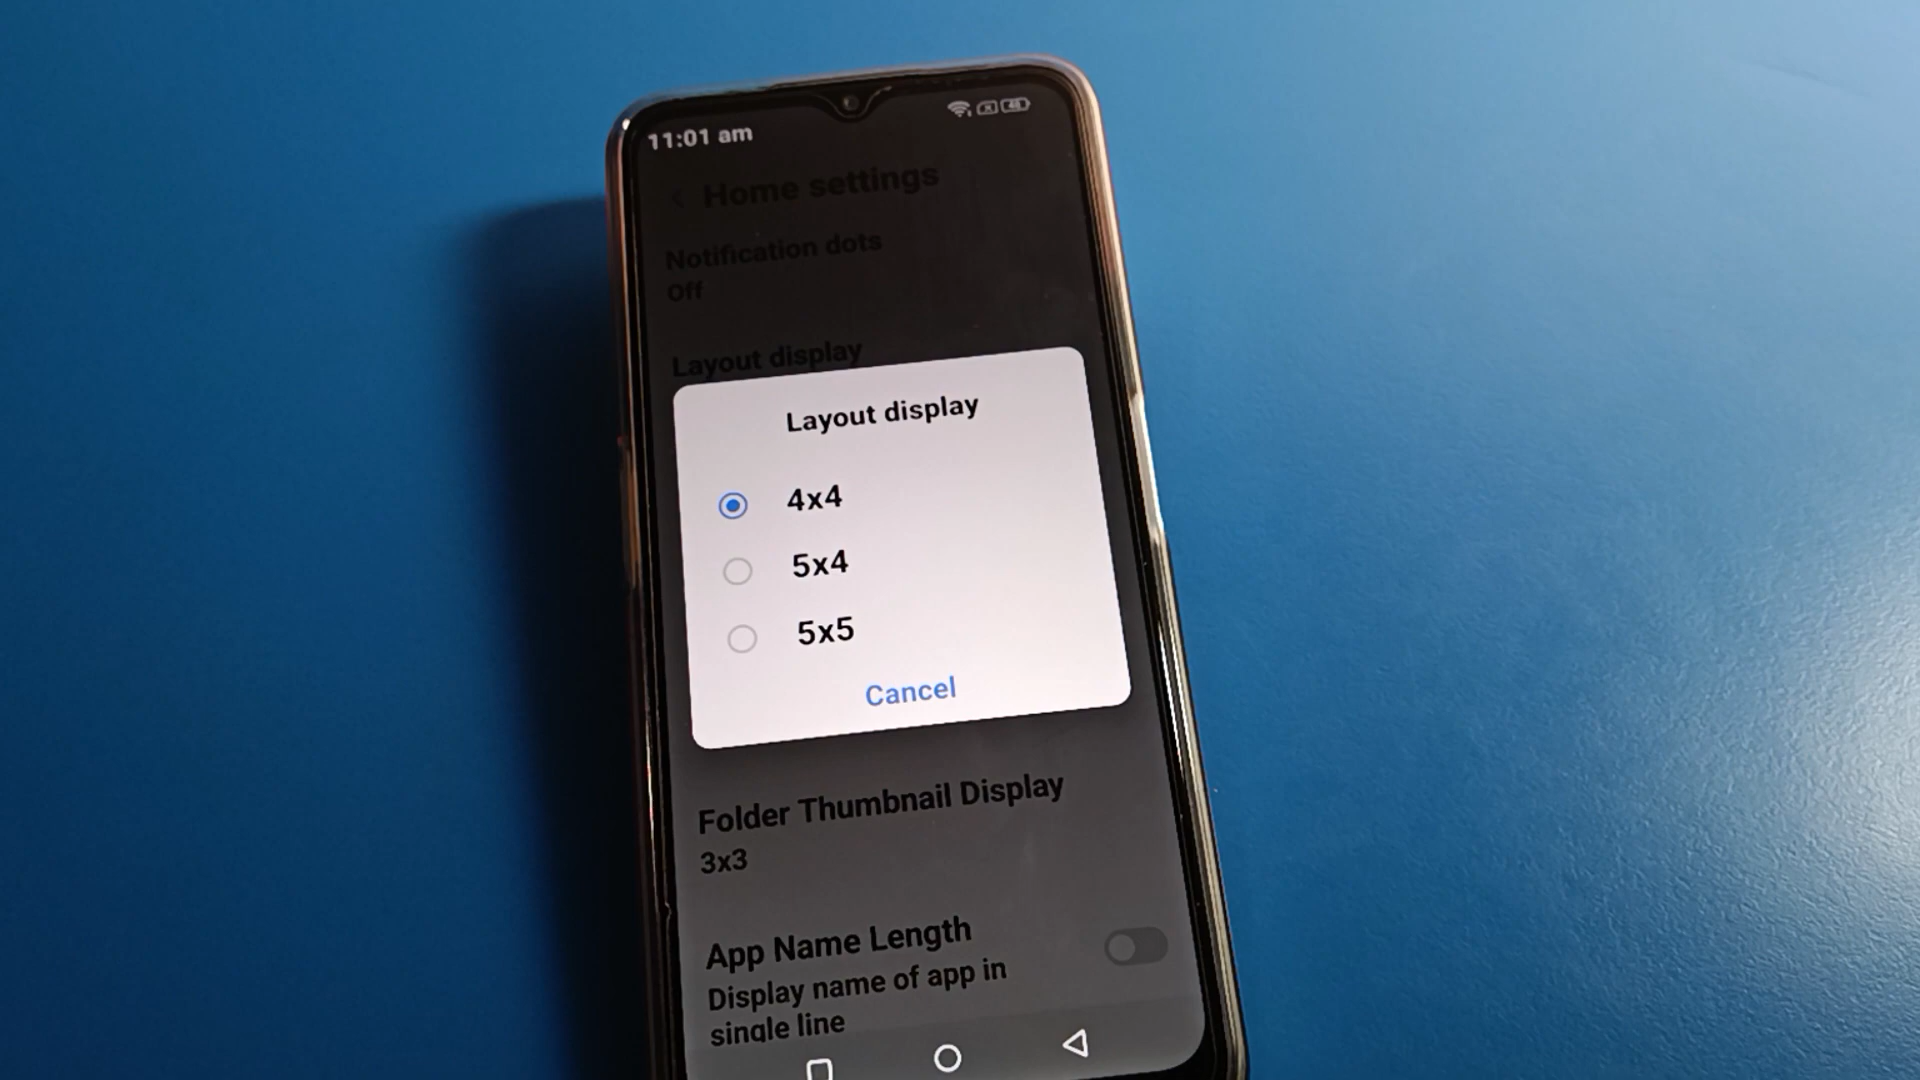 11:01 am
48
Home settings
Notification dots
Off
Layout display
Layout display
4x4
5x4
5x5
Cancel
Folder Thumbnail Display
3x3
App Name Length
Display name of app in
single line